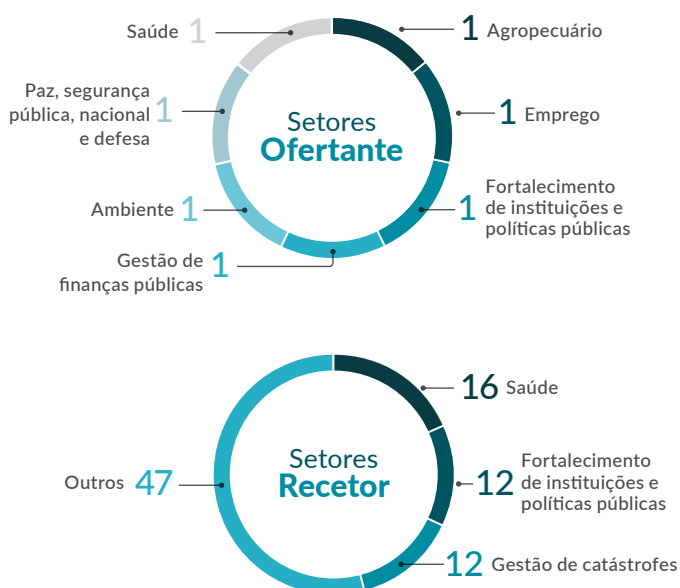 Setores
Ofertante
1 Agropecuário
1 Emprego
1 Fortalecimento
de instituições e
políticas públicas
Gestão de
finanças públicas 1
Ambiente 1
Paz, segurança
pública, nacional
e defesa 1
Saúde 1
Setores
Recetor
16 Saúde
12 Fortalecimento
de instituições e
políticas públicas
12 Gestão de catástrofes
Outros 47